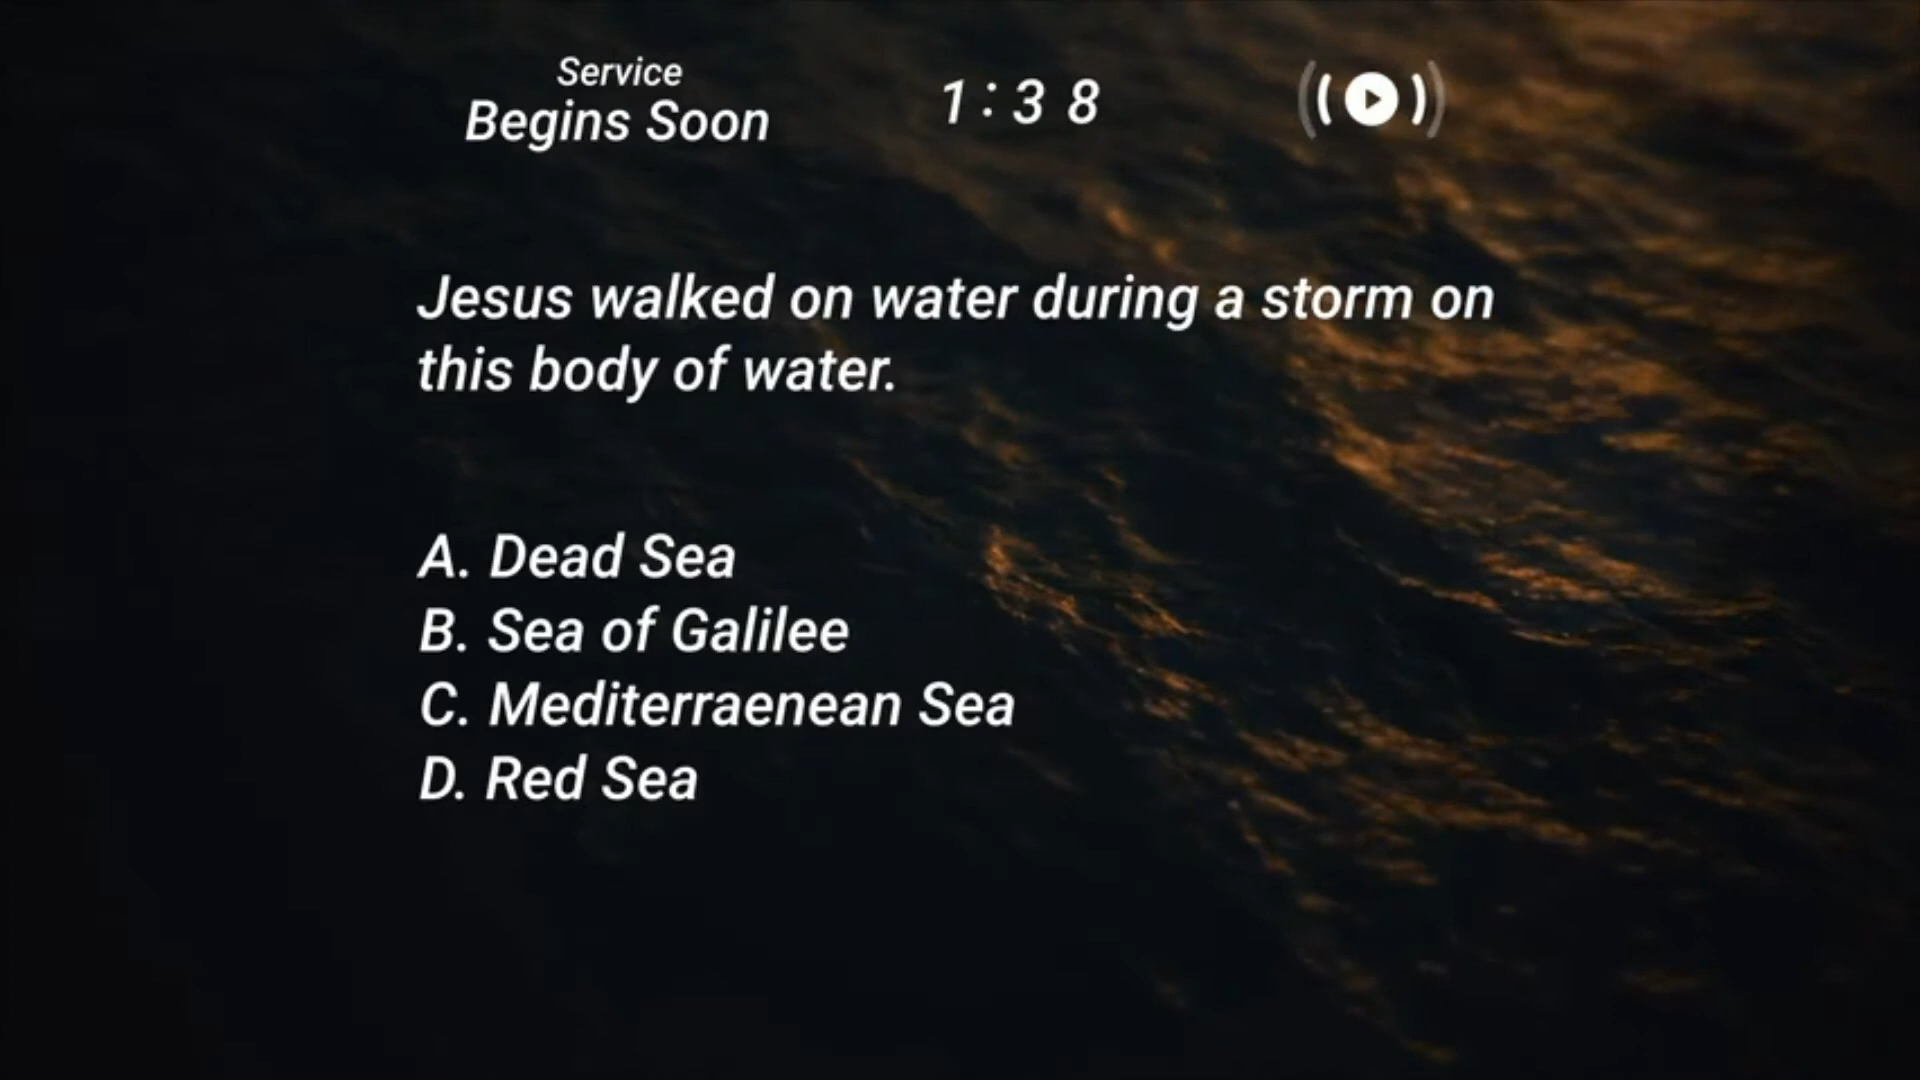 Service
Begins Soon
1:38
Jesus walked on water during a storm on
this body of water.
A. Dead Sea
B. Sea of Galilee
C. Mediterraenean Sea
D. Red Sea